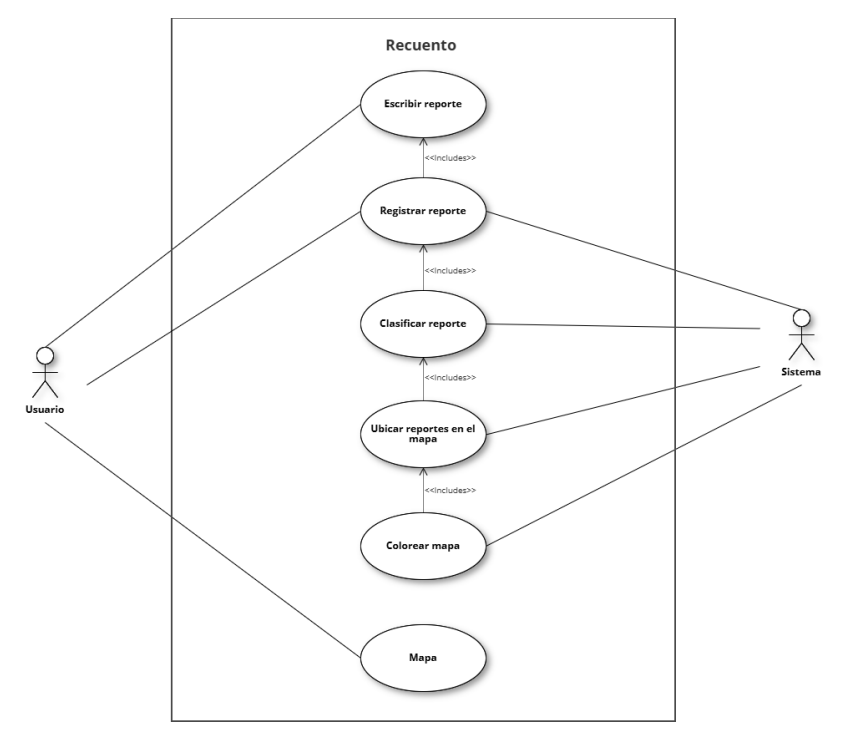 Recuento
Escribir reporte
<<Includes>>
Registrar reporte
<<Includes>>
Clasificar reporte
<<Includes>>
Ubicar reportes en el
mapa
<<Includes>>
Colorear mapa
Mapa
Usuario
Sistema